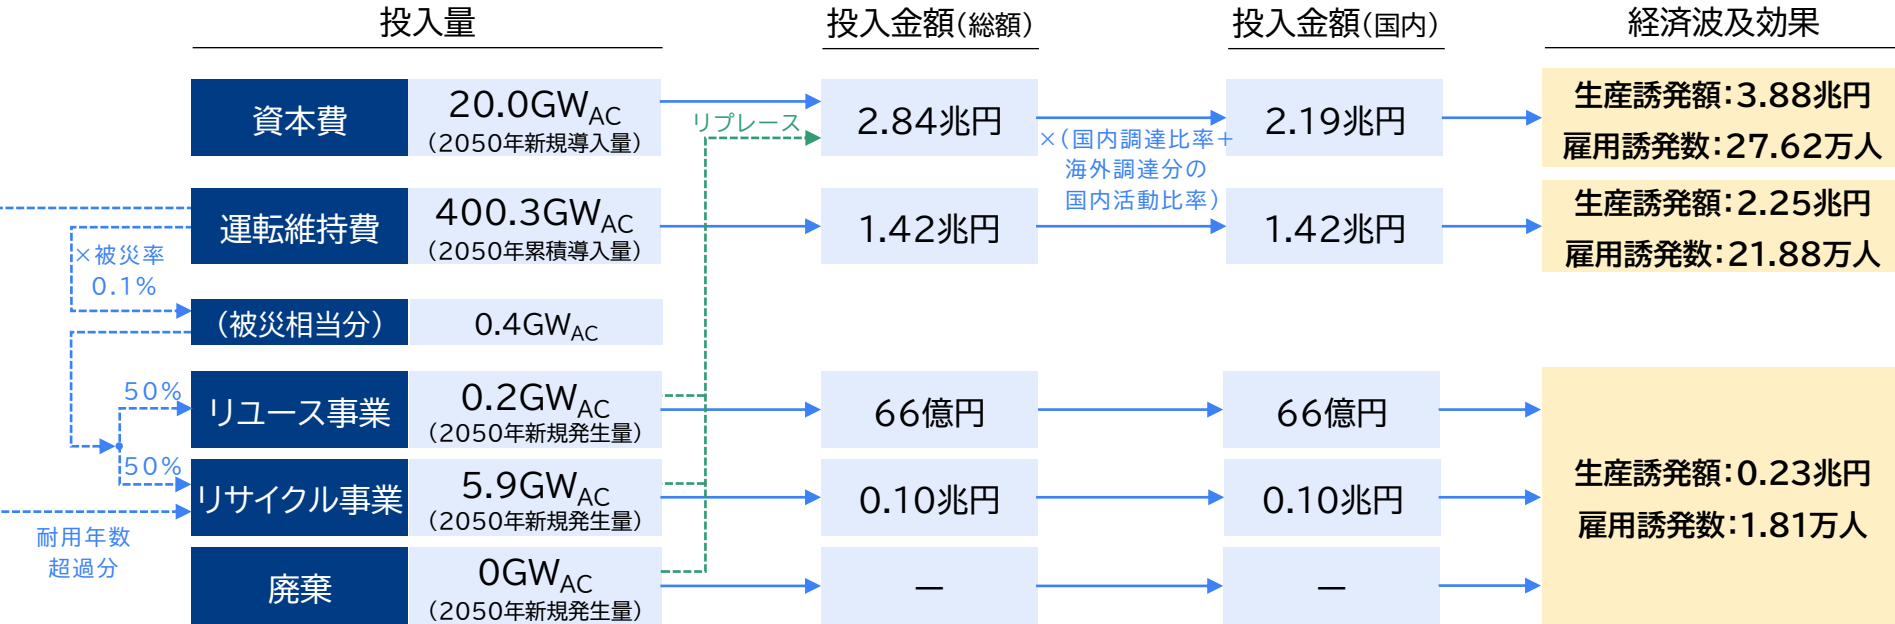 投入量
投入金額（総額）
投入金額（国内）
経済波及効果
資本費
20.0GWAC
（2050年新規導入量）
リプレース
2.84兆円
×（国内調達比率＋
海外調達分の
国内活動比率）
2.19兆円
生産誘発額：3.88兆円
雇用誘発数：27.62万人
運転維持費
400.3GWAC
（2050年累積導入量）
1.42兆円
1.42兆円
生産誘発額：2.25兆円
雇用誘発数：21.88万人
×被災率
0.1%
（被災相当分）
0.4GWAC
50%
リユース事業
0.2GWAC
（2050年新規発生量）
66億円
66億円
50%
リサイクル事業
5.9GWAC
（2050年新規発生量）
0.10兆円
0.10兆円
生産誘発額：0.23兆円
雇用誘発数：1.81万人
耐用年数
超過分
廃棄
0GWAC
（2050年新規発生量）
－
－